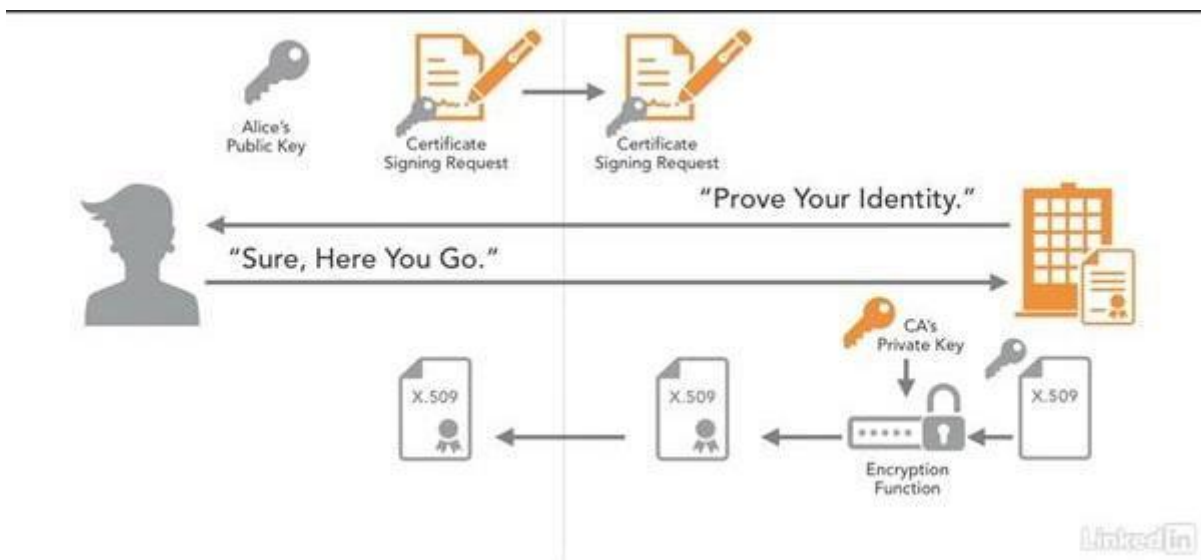 Alice's
Public Key
Certificate
Signing Request
Certificate
Signing Request
"Prove Your Identity."
"Sure, Here You Go."
CA's
Private Key
X.509
X.509
X.509
Encryption
Function
Linked in